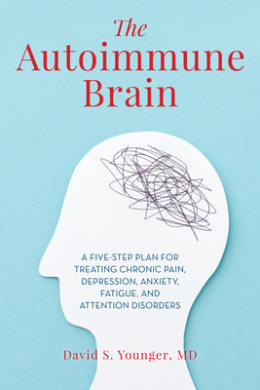 The
Autoimmune
Brain
A FIVE-STEP PLAN FOR
TREATING CHRONIC PAIN,
DEPRESSION, ANXIETY,
FATIGUE, AND
ATTENTION DISORDERS
David S. Younger, MD